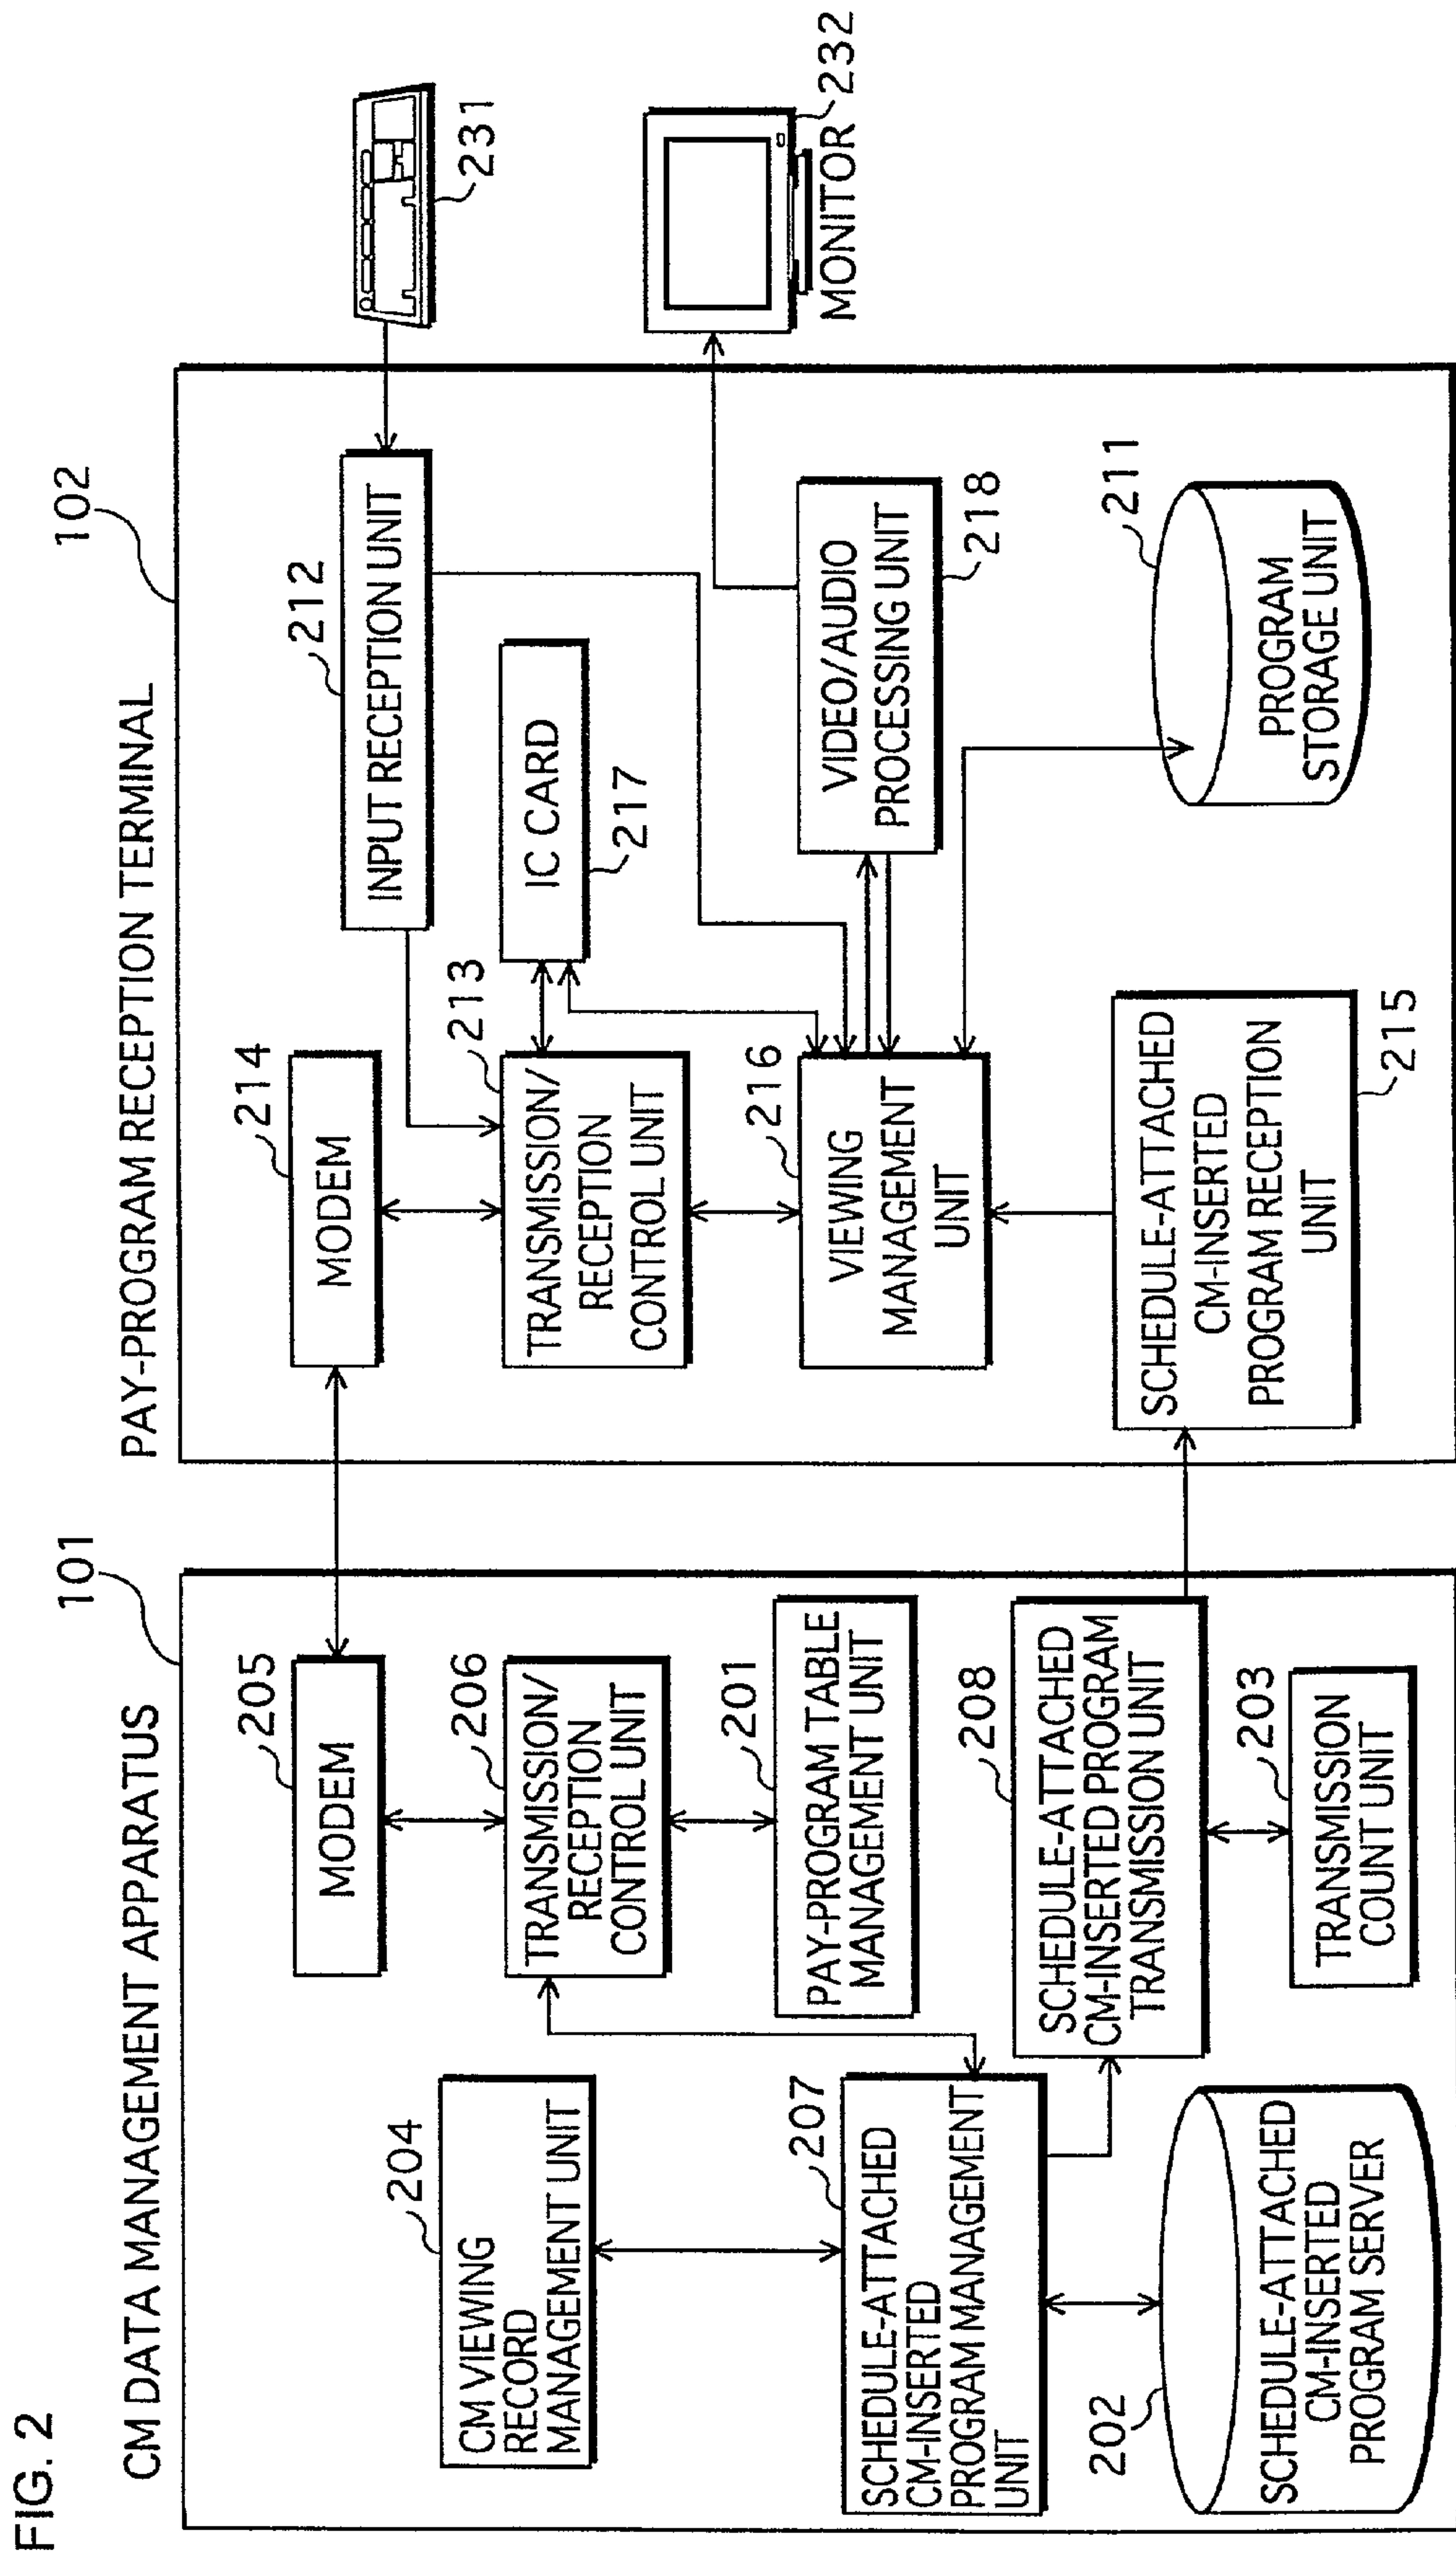 FIG. 2
CM DATA MANAGEMENT APPARATUS
101
204
CM VIEWING
RECORD
MANAGEMENT UNIT
205
MODEM
206
TRANSMISSION/
RECEPTION
CONTROL UNIT
201
PAY-PROGRAM TABLE
MANAGEMENT UNIT
207
SCHEDULE-ATTACHED
CM-INSERTED
PROGRAM MANAGEMENT
UNIT
208
SCHEDULE-ATTACHED
CM-INSERTED PROGRAM
TRANSMISSION UNIT
202
SCHEDULE-ATTACHED
CM-INSERTED
PROGRAM SERVER
203
TRANSMISSION
COUNT UNIT
PAY-PROGRAM RECEPTION TERMINAL
102
214
MODEM
212
INPUT RECEPTION UNIT
213
TRANSMISSION/
RECEPTION
CONTROL UNIT
IC CARD
217
216
VIEWING
MANAGEMENT
UNIT
VIDEO/AUDIO
PROCESSING UNIT
218
SCHEDULE-ATTACHED
CM-INSERTED
PROGRAM RECEPTION
UNIT
215
211
PROGRAM
STORAGE UNIT
231
232
MONITOR